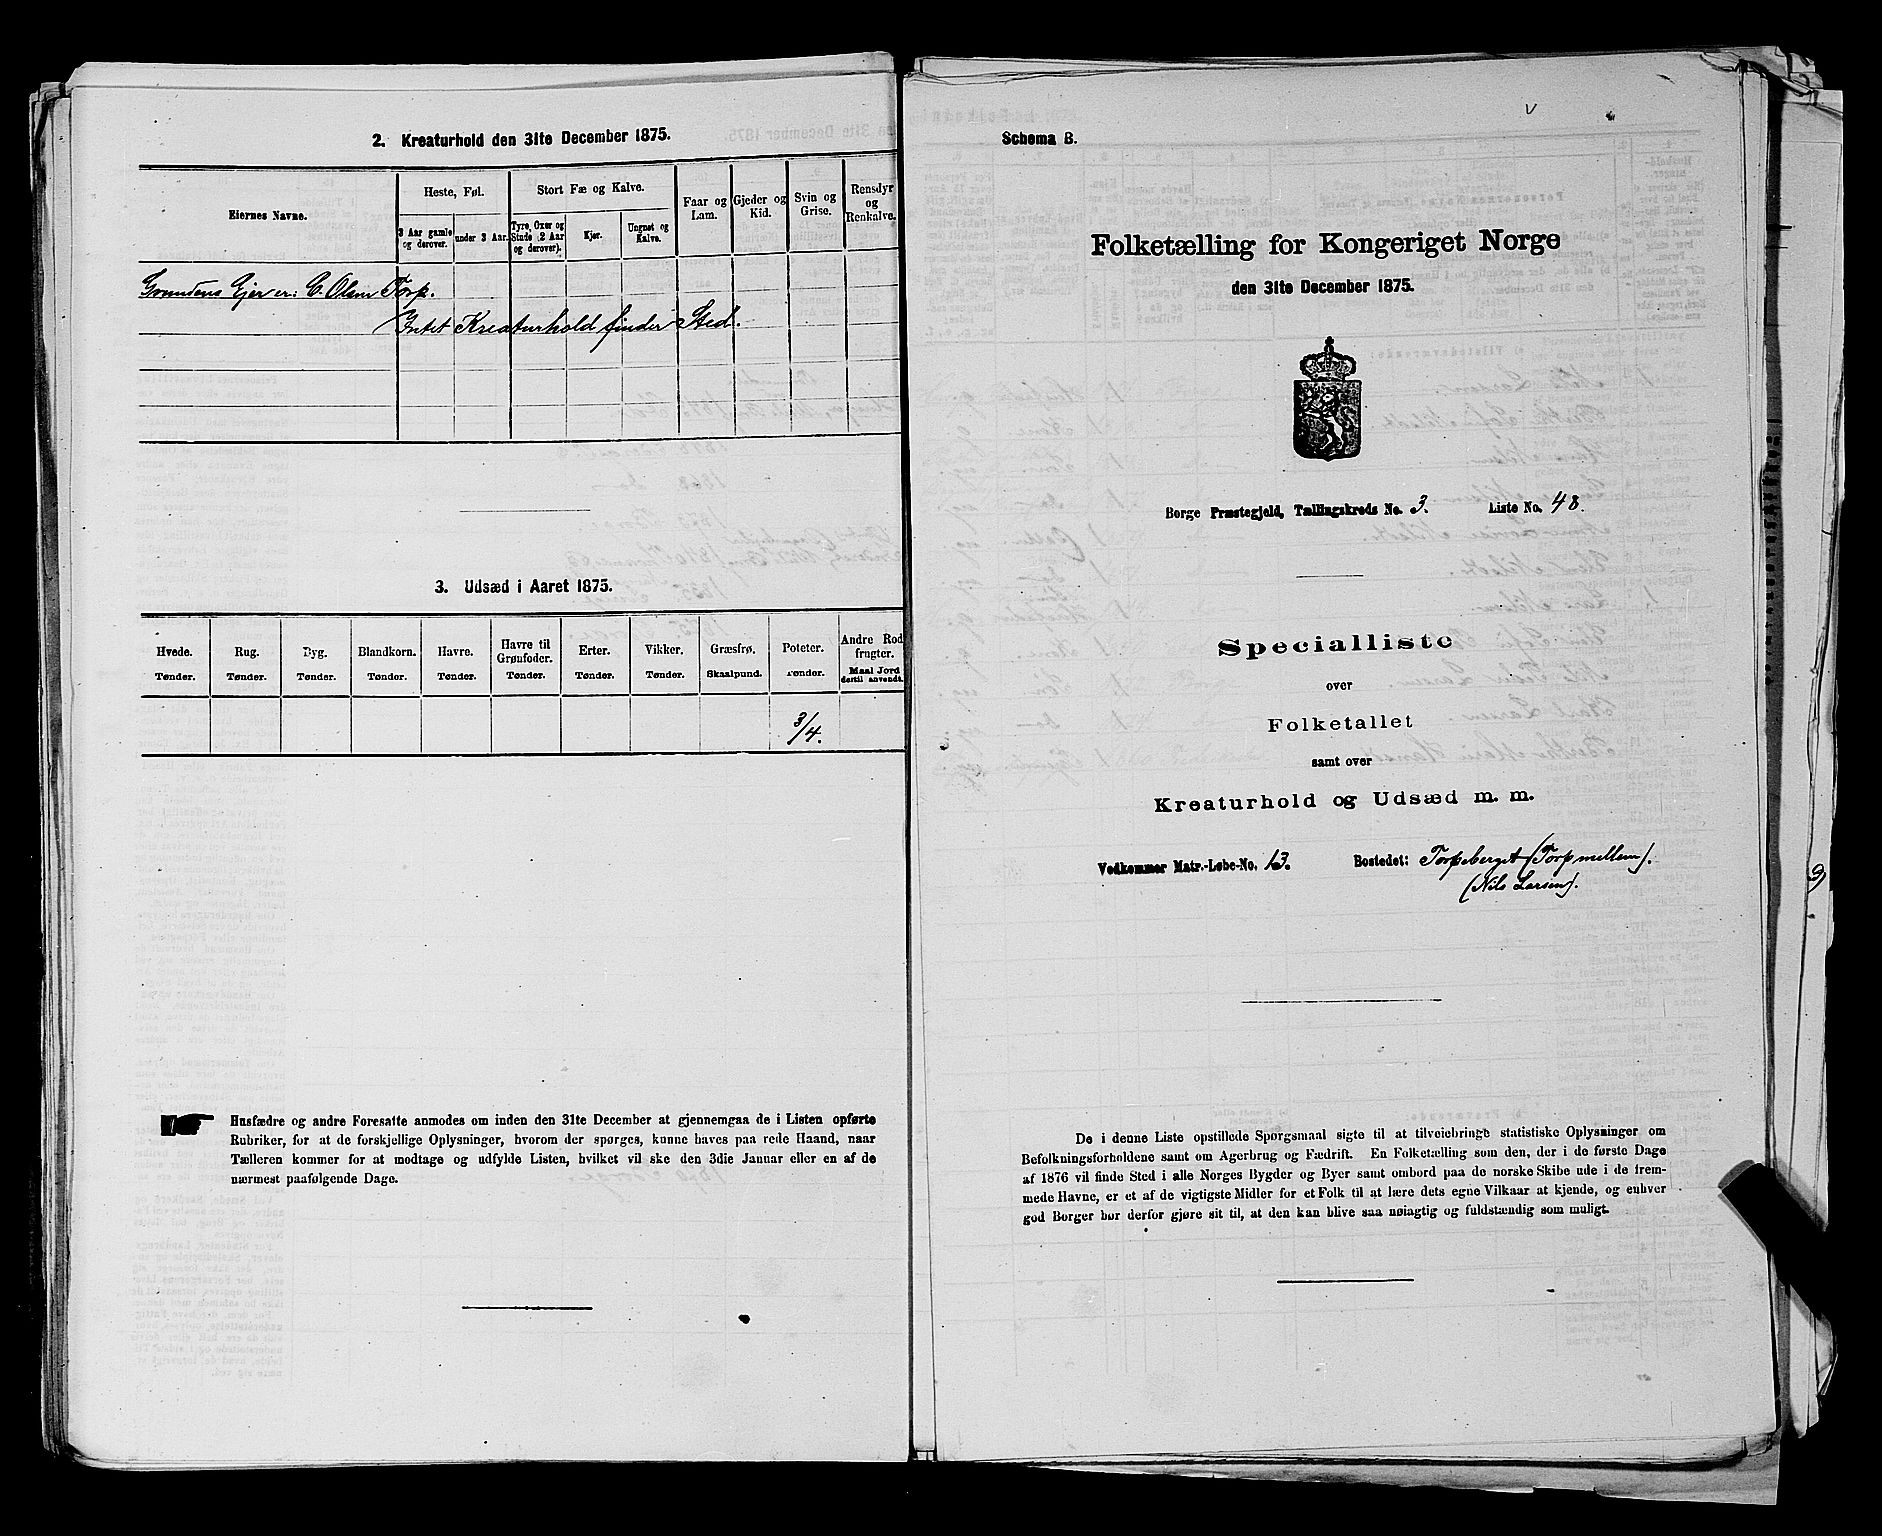 2. Kreaturhold den 31te December 1875.
Eiernes Navne.
Heste, Føl.
3 Aar gamle og derover.
under 3 Aar.
Stort Fæ og Kalve.
Tyre, Oxer og Stude (2 Aar og derover).
Kjør.
Ungnøt og Kalve.
Faar og Lam.
Gjeder og Kid.
Svin og Grise.
Rensdyr og Renkalve.
Grundens Ejer er: C. Olsen Torp.
Intet Kreaturhold finder Sted.
3. Udsæd i Aaret 1875.
Hvede. Tønder.
Rug. Tønder.
Byg. Tønder.
Blandkorn. Tønder.
Havre. Tønder.
Havre til Grønfoder. Tønder.
Erter. Tønder.
Vikker. Tønder.
Græsfrø. Skaalpund.
Poteter. Tønder.
Andre Rodfrugter. Maal Jord dertil anvendt.
3/4.
Husfædre og andre Foresatte anmodes om inden den 31te December at gjennemgaa de i Listen opførte
Rubriker, for at de forskjellige Oplysninger, hvorom der spørges, kunne haves paa rede Haand, naar
Tælleren kommer for at modtage og udfylde Listen, hvilket vil ske den 3die Januar eller en af de
nærmest paafølgende Dage.
Schema B.
Folketælling for Kongeriget Norge
den 31te December 1875.
Borge Præstegjeld, Tællingskreds No. 3. Liste No. 48.
Specialliste
over
Folketallet
samt over
Kreaturhold og Udsæd m. m.
Vedkommer Matr.-Løbe-No. 13. Bostedet: Torpeberget (Torp mellem).
(Nils Larsen).
De i denne Liste opstillede Spørgsmaal sigte til at tilveiebringe statistiske Oplysninger om
Befolkningsforholdene samt om Agerbrug og Fædrift. En Folketælling som den, der i de første Dage
af 1876 vil finde Sted i alle Norges Bygder og Byer samt ombord paa de norske Skibe ude i de frem-
mede Havne, er et af de vigtigste Midler for et Folk til at lære dets egne Vilkaar at kjende, og enhver
god Borger bør derfor gjøre sit til, at den kan blive saa nøiagtig og fuldstændig som muligt.